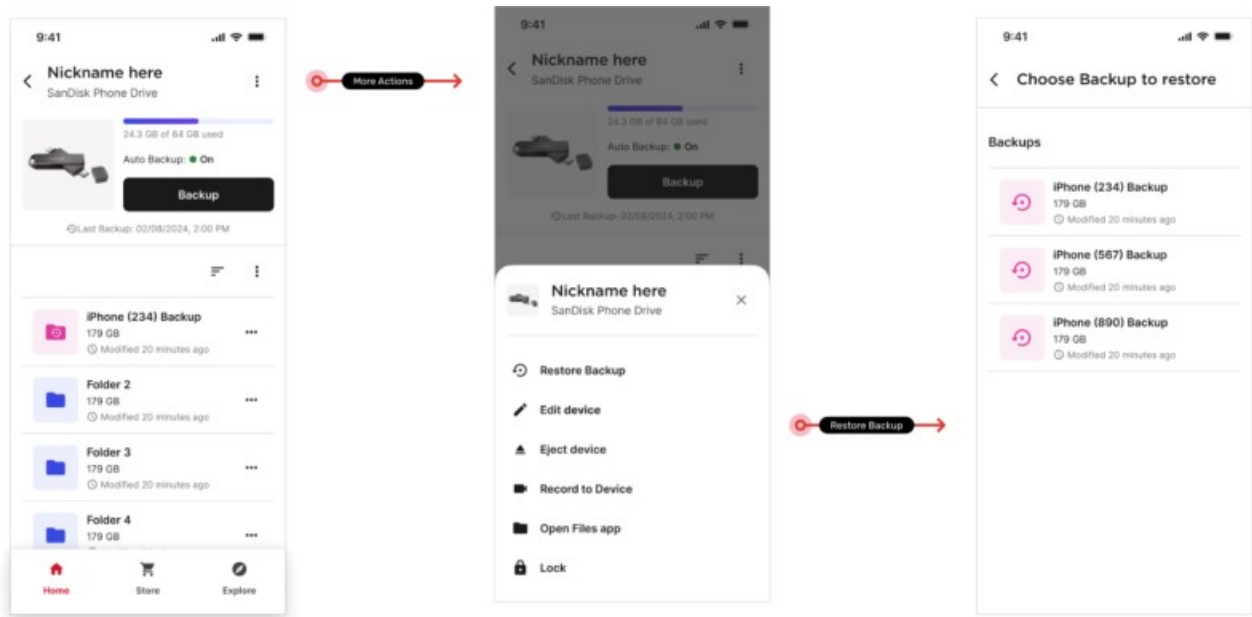 9:41
Nickname here
SanDisk Phone Drive
24.3 GB of 64 GB used
Auto Backup: On
Backup
Last Backup: 02/08/2024, 2:00 PM
iPhone (234) Backup
179 GB
Modified 20 minutes ago
Folder 2
179 GB
Modified 20 minutes ago
Folder 3
179 GB
Modified 20 minutes ago
Folder 4
179 GB
Home
Store
Explore
More Actions
9:41
Nickname here
SanDisk Phone Drive
24.3 GB of 64 GB used
Auto Backup: On
Backup
Last Backup: 02/08/2024, 2:00 PM
Nickname here
SanDisk Phone Drive
Restore Backup
Edit device
Eject device
Record to Device
Open Files app
Lock
Restore Backup
9:41
Choose Backup to restore
Backups
iPhone (234) Backup
179 GB
Modified 20 minutes ago
iPhone (567) Backup
179 GB
Modified 20 minutes ago
iPhone (890) Backup
179 GB
Modified 20 minutes ago